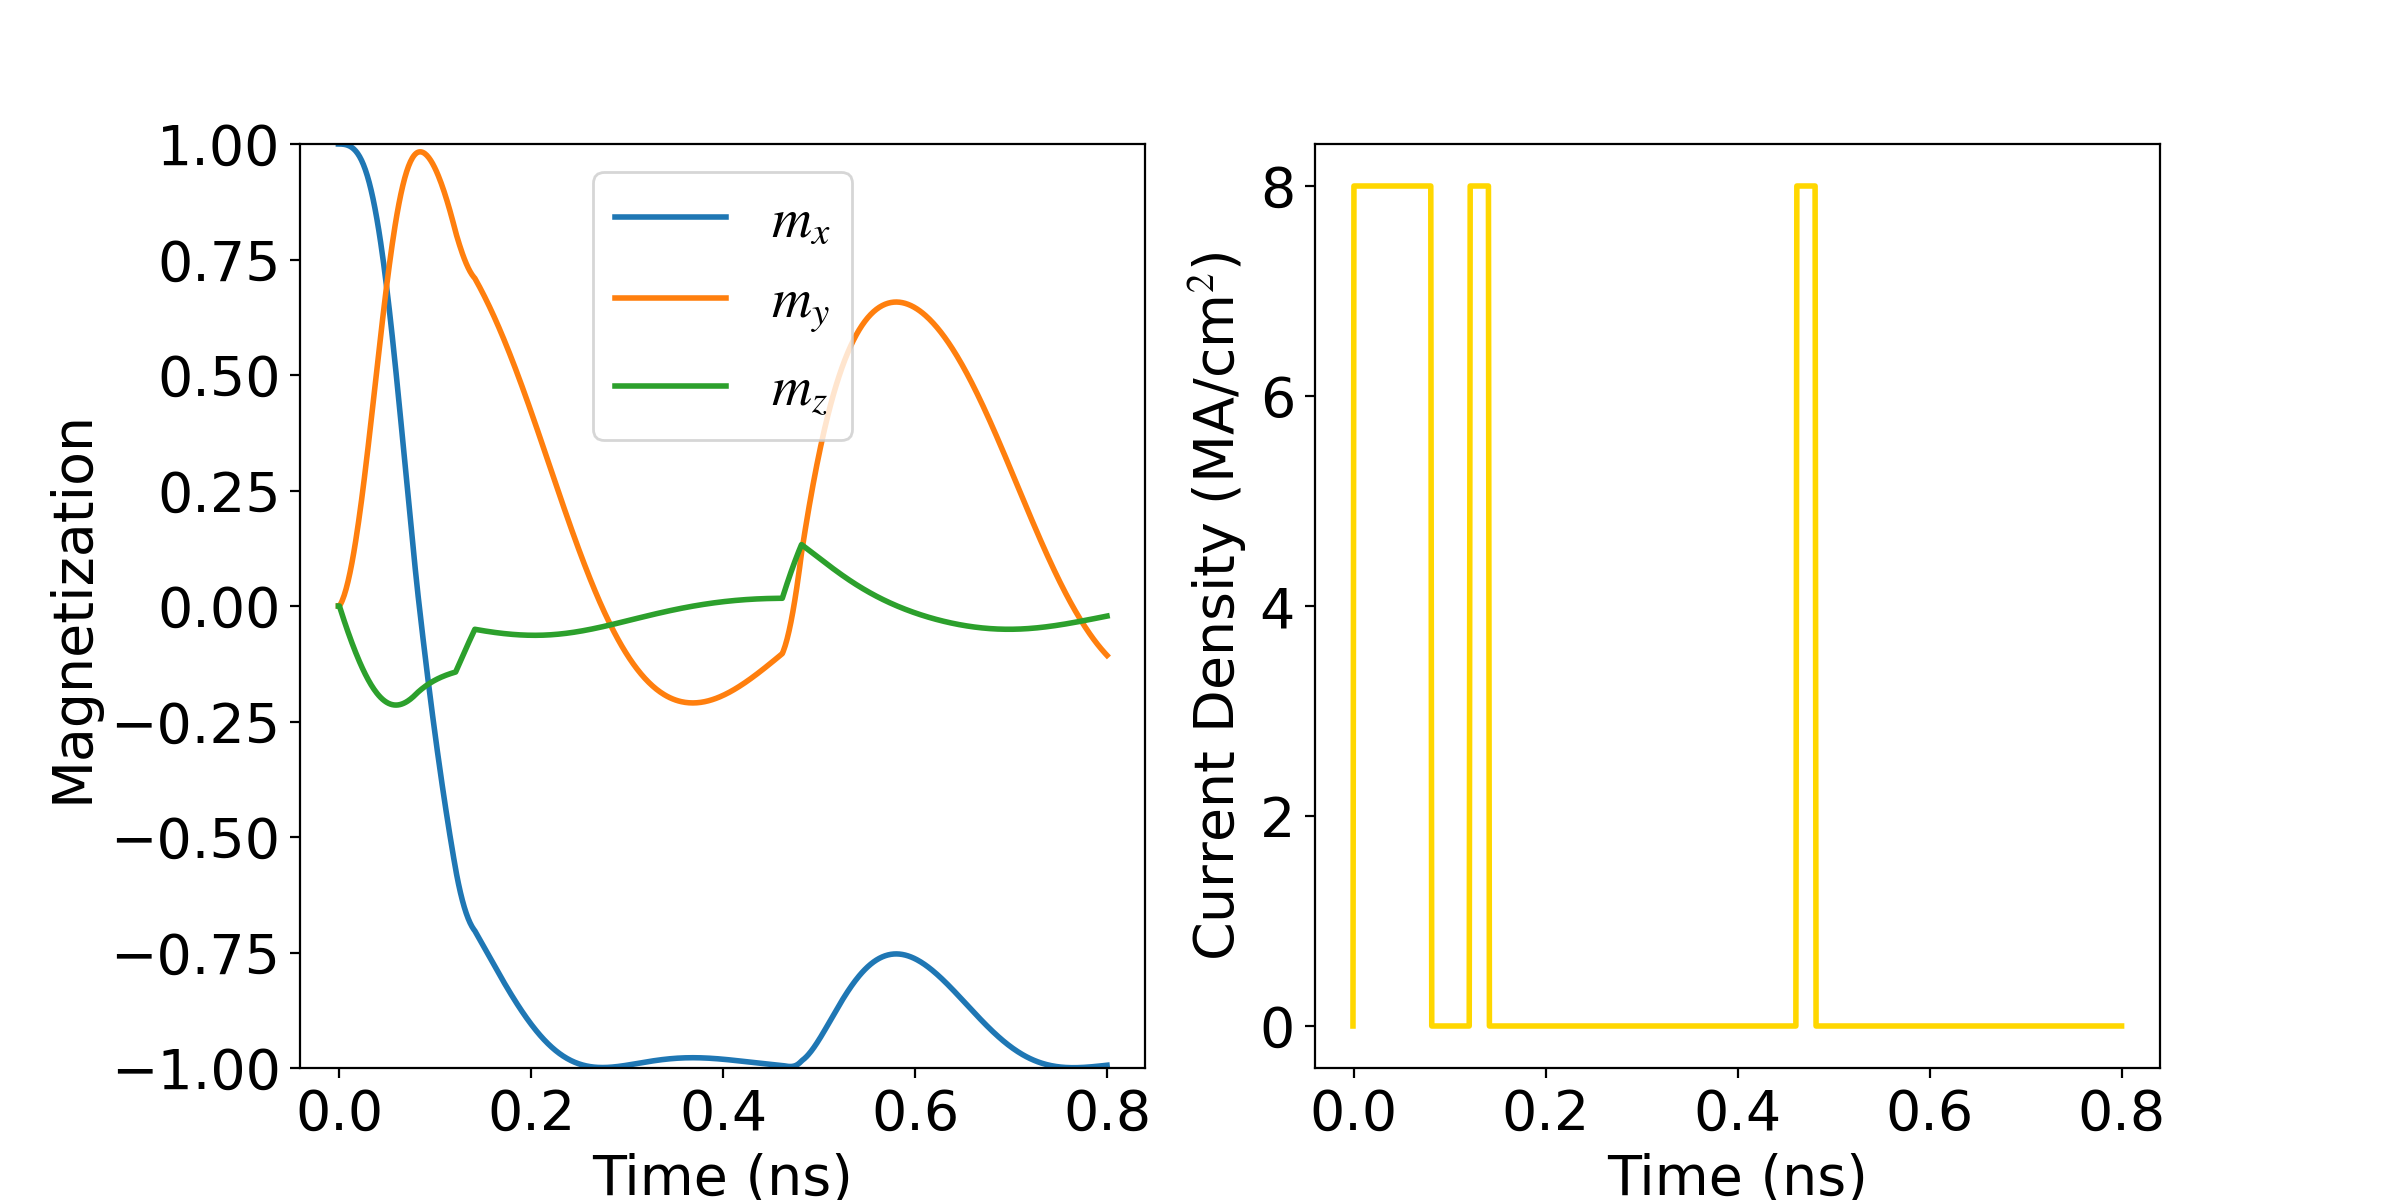 Magnetization
1.00
0.75
0.50
0.25
0.00
−0.25
−0.50
−0.75
−1.00
0.0 0.2 0.4 0.6 0.8
Time (ns)
m_x
m_y
m_z
Current Density (MA/cm²)
8
6
4
2
0
0.0 0.2 0.4 0.6 0.8
Time (ns)